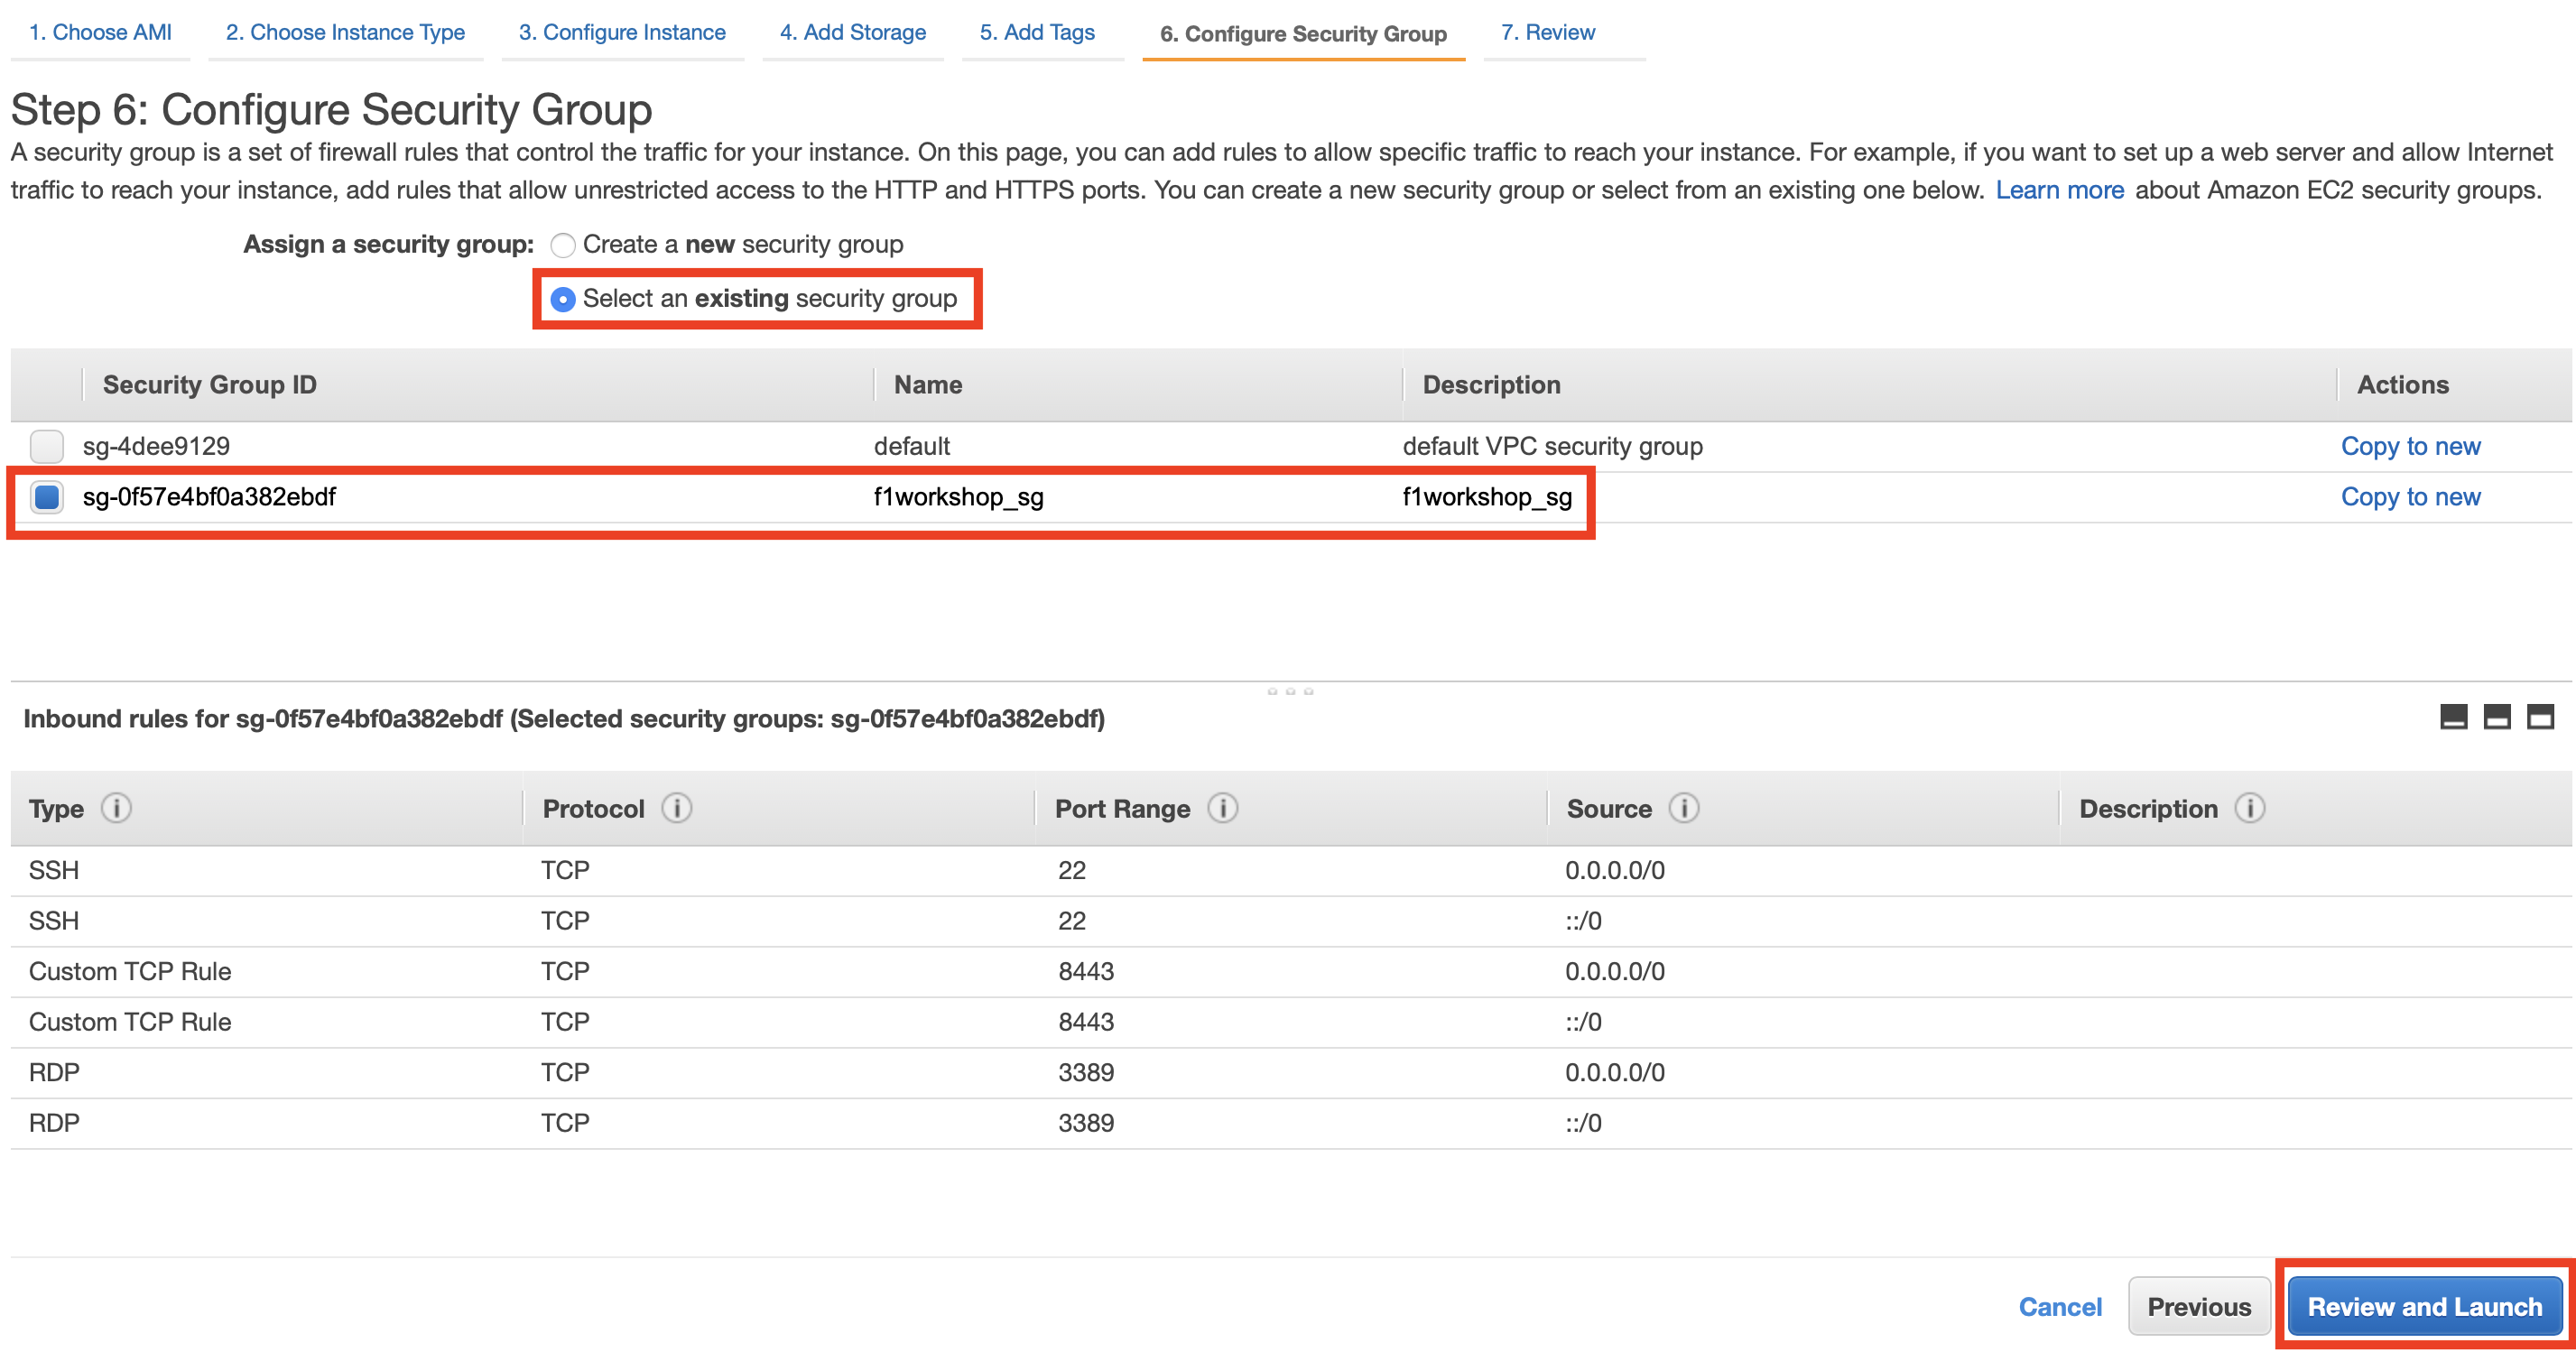 1. Choose AMI 2. Choose Instance Type 3. Configure Instance 4. Add Storage 5. Add Tags 6. Configure Security Group 7. Review
Step 6: Configure Security Group
A security group is a set of firewall rules that control the traffic for your instance. On this page, you can add rules to allow specific traffic to reach your instance. For example, if you want to set up a web server and allow Internet
traffic to reach your instance, add rules that allow unrestricted access to the HTTP and HTTPS ports. You can create a new security group or select from an existing one below. Learn more about Amazon EC2 security groups.
Assign a security group: Create a new security group
Select an existing security group
Security Group ID Name Description Actions
sg-4dee9129 default default VPC security group Copy to new
sg-0f57e4bf0a382ebdf f1workshop_sg f1workshop_sg Copy to new
Inbound rules for sg-0f57e4bf0a382ebdf (Selected security groups: sg-0f57e4bf0a382ebdf)
Type i Protocol i Port Range i Source i Description i
SSH TCP 22 0.0.0.0/0
SSH TCP 22 ::/0
Custom TCP Rule TCP 8443 0.0.0.0/0
Custom TCP Rule TCP 8443 ::/0
RDP TCP 3389 0.0.0.0/0
RDP TCP 3389 ::/0
Cancel Previous Review and Launch